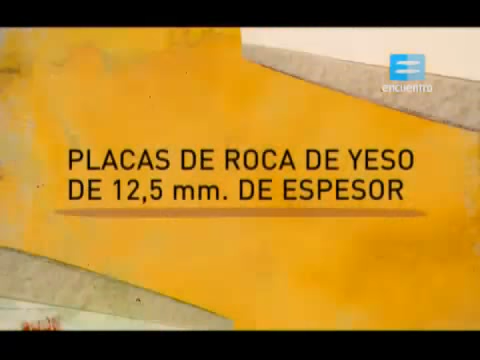 encuentro
PLACAS DE ROCA DE YESO
DE 12,5 mm. DE ESPESOR